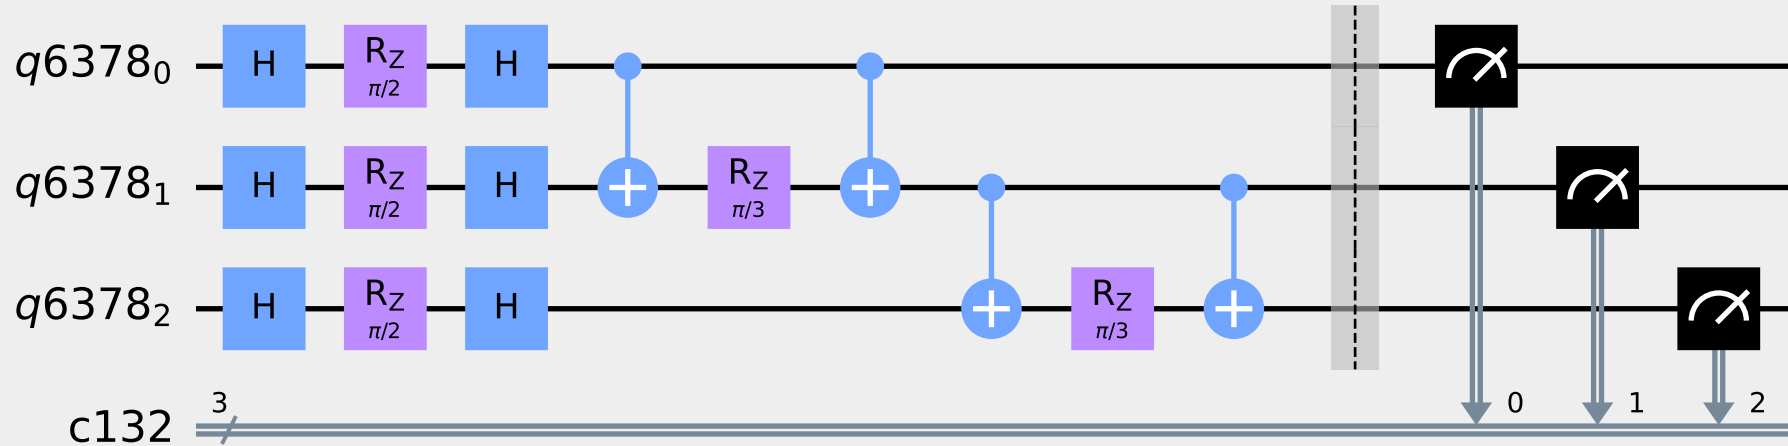 q6378₀ H R_Z π/2 H
q6378₁ H R_Z π/2 H R_Z π/3
q6378₂ H R_Z π/2 H R_Z π/3
c132 3 0 1 2